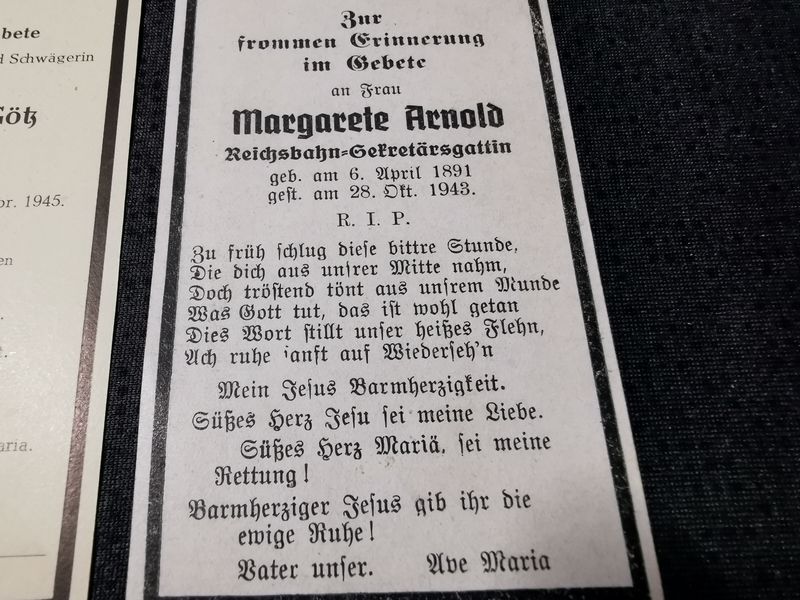 bete
d Schwägerin
Götz
or. 1945.
en
aria.
Zur
frommen Erinnerung
im Gebete
an Frau
Margarete Arnold
Reichsbahn-Sekretärsgattin
geb. am 6. April 1891
gest. am 28. Okt. 1943.
R. I. P.
Zu früh schlug diese bittre Stunde,
Die dich aus unsrer Mitte nahm,
Doch tröstend tönt aus unsrem Munde
Was Gott tut, das ist wohl getan
Dies Wort stillt unser heißes Flehn,
Ach ruhe sanft auf Wiederseh'n
Mein Jesus Barmherzigkeit.
Süßes Herz Jesu sei meine Liebe.
Süßes Herz Mariä, sei meine
Rettung!
Barmherziger Jesus gib ihr die
ewige Ruhe!
Vater unser. Ave Maria